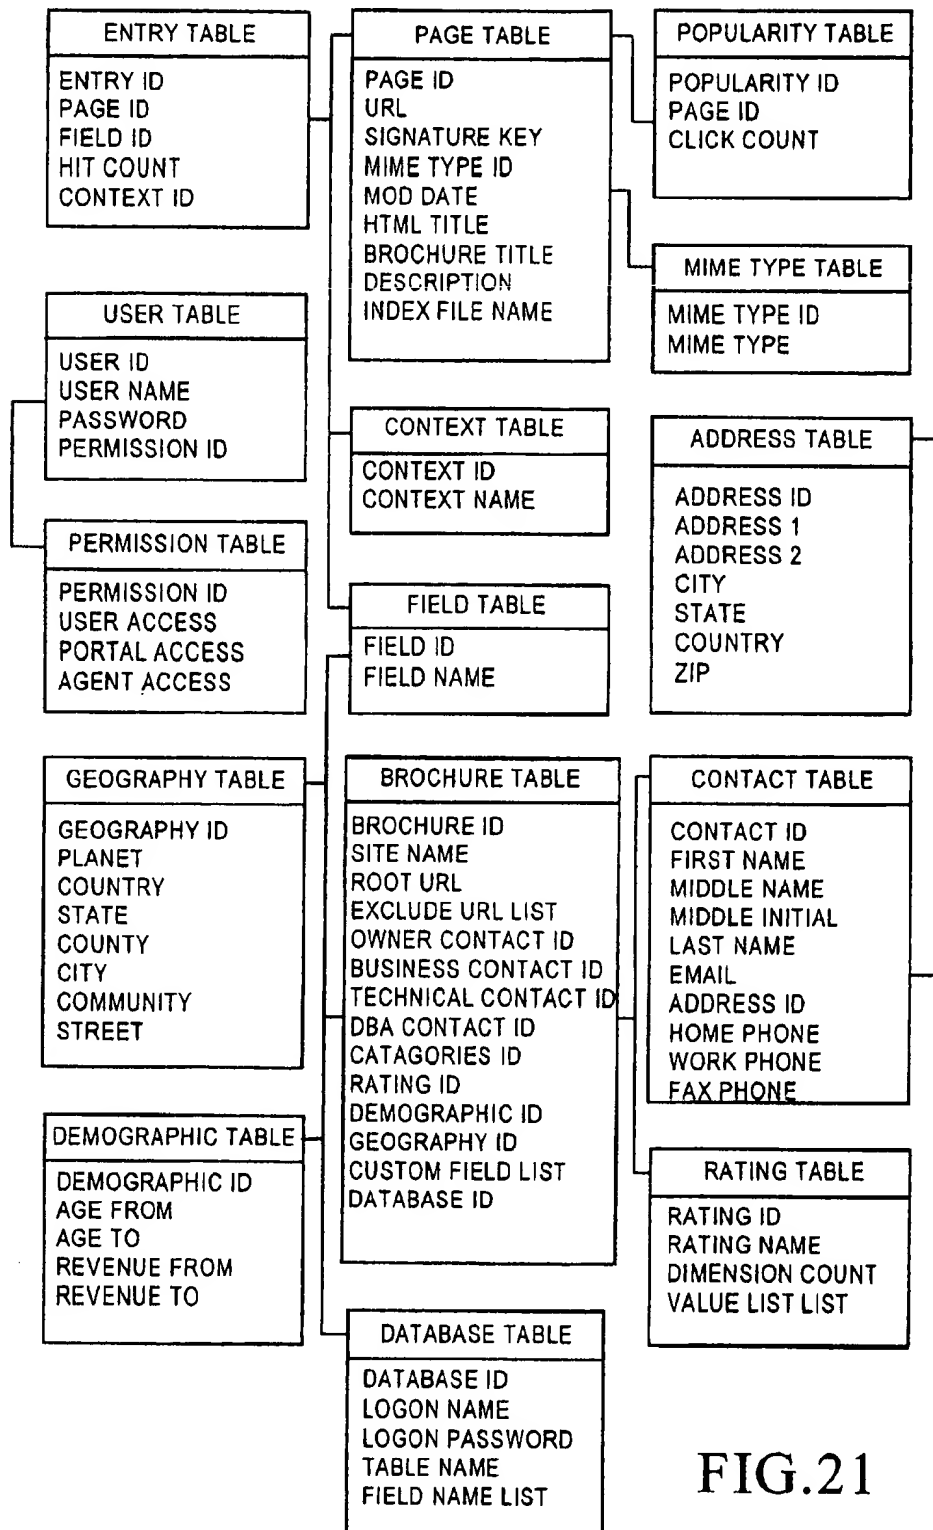 ENTRY TABLE
ENTRY ID
PAGE ID
FIELD ID
HIT COUNT
CONTEXT ID
PAGE TABLE
PAGE ID
URL
SIGNATURE KEY
MIME TYPE ID
MOD DATE
HTML TITLE
BROCHURE TITLE
DESCRIPTION
INDEX FILE NAME
POPULARITY TABLE
POPULARITY ID
PAGE ID
CLICK COUNT
MIME TYPE TABLE
MIME TYPE ID
MIME TYPE
USER TABLE
USER ID
USER NAME
PASSWORD
PERMISSION ID
CONTEXT TABLE
CONTEXT ID
CONTEXT NAME
ADDRESS TABLE
ADDRESS ID
ADDRESS 1
ADDRESS 2
CITY
STATE
COUNTRY
ZIP
PERMISSION TABLE
PERMISSION ID
USER ACCESS
PORTAL ACCESS
AGENT ACCESS
FIELD TABLE
FIELD ID
FIELD NAME
GEOGRAPHY TABLE
GEOGRAPHY ID
PLANET
COUNTRY
STATE
COUNTY
CITY
COMMUNITY
STREET
BROCHURE TABLE
BROCHURE ID
SITE NAME
ROOT URL
EXCLUDE URL LIST
OWNER CONTACT ID
BUSINESS CONTACT ID
TECHNICAL CONTACT ID
DBA CONTACT ID
CATAGORIES ID
RATING ID
DEMOGRAPHIC ID
GEOGRAPHY ID
CUSTOM FIELD LIST
DATABASE ID
CONTACT TABLE
CONTACT ID
FIRST NAME
MIDDLE NAME
MIDDLE INITIAL
LAST NAME
EMAIL
ADDRESS ID
HOME PHONE
WORK PHONE
FAX PHONE
DEMOGRAPHIC TABLE
DEMOGRAPHIC ID
AGE FROM
AGE TO
REVENUE FROM
REVENUE TO
RATING TABLE
RATING ID
RATING NAME
DIMENSION COUNT
VALUE LIST LIST
DATABASE TABLE
DATABASE ID
LOGON NAME
LOGON PASSWORD
TABLE NAME
FIELD NAME LIST
FIG.21